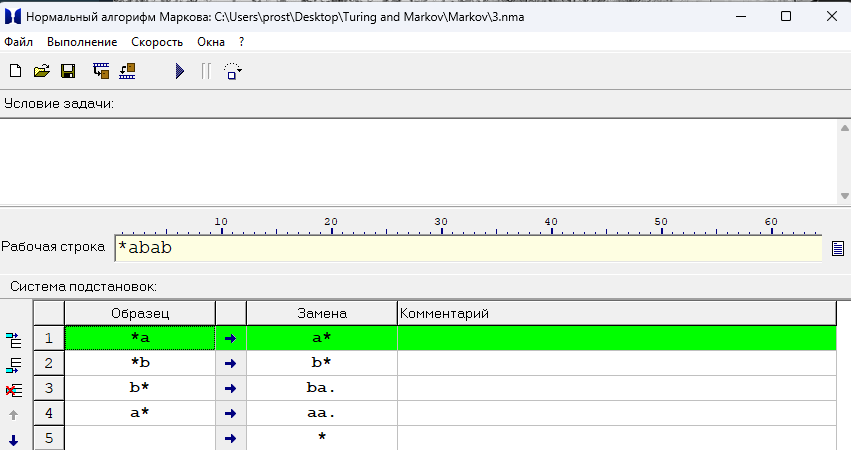 Нормальный алгорифм Маркова: C:\Users\prost\Desktop\Turing and Markov\Markov\3.nma
Файл Выполнение Скорость Окна ?
Условие задачи:
10 20 30 40 50 60
Рабочая строка *abab
Система подстановок:
Образец Замена Комментарий
1 *a → a*
2 *b → b*
3 b* → ba.
4 a* → aa.
5 → *